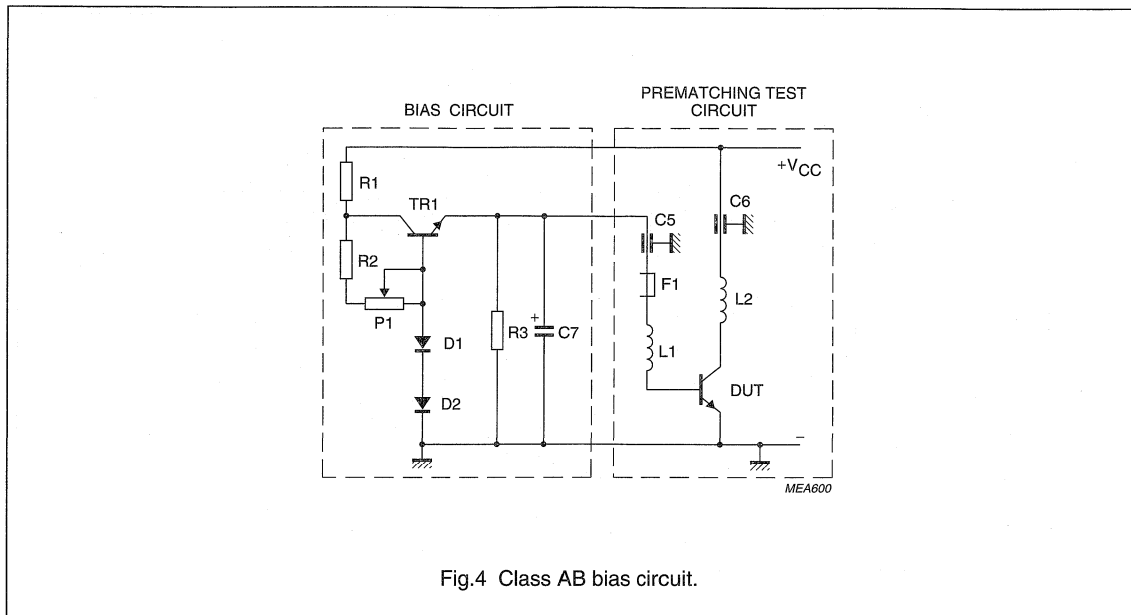 PREMATCHING TEST
CIRCUIT
BIAS CIRCUIT
+VCC
R1
TR1
C5
C6
R2
F1
L2
P1
D1
+
R3
C7
L1
DUT
D2
–
MEA600
Fig.4 Class AB bias circuit.